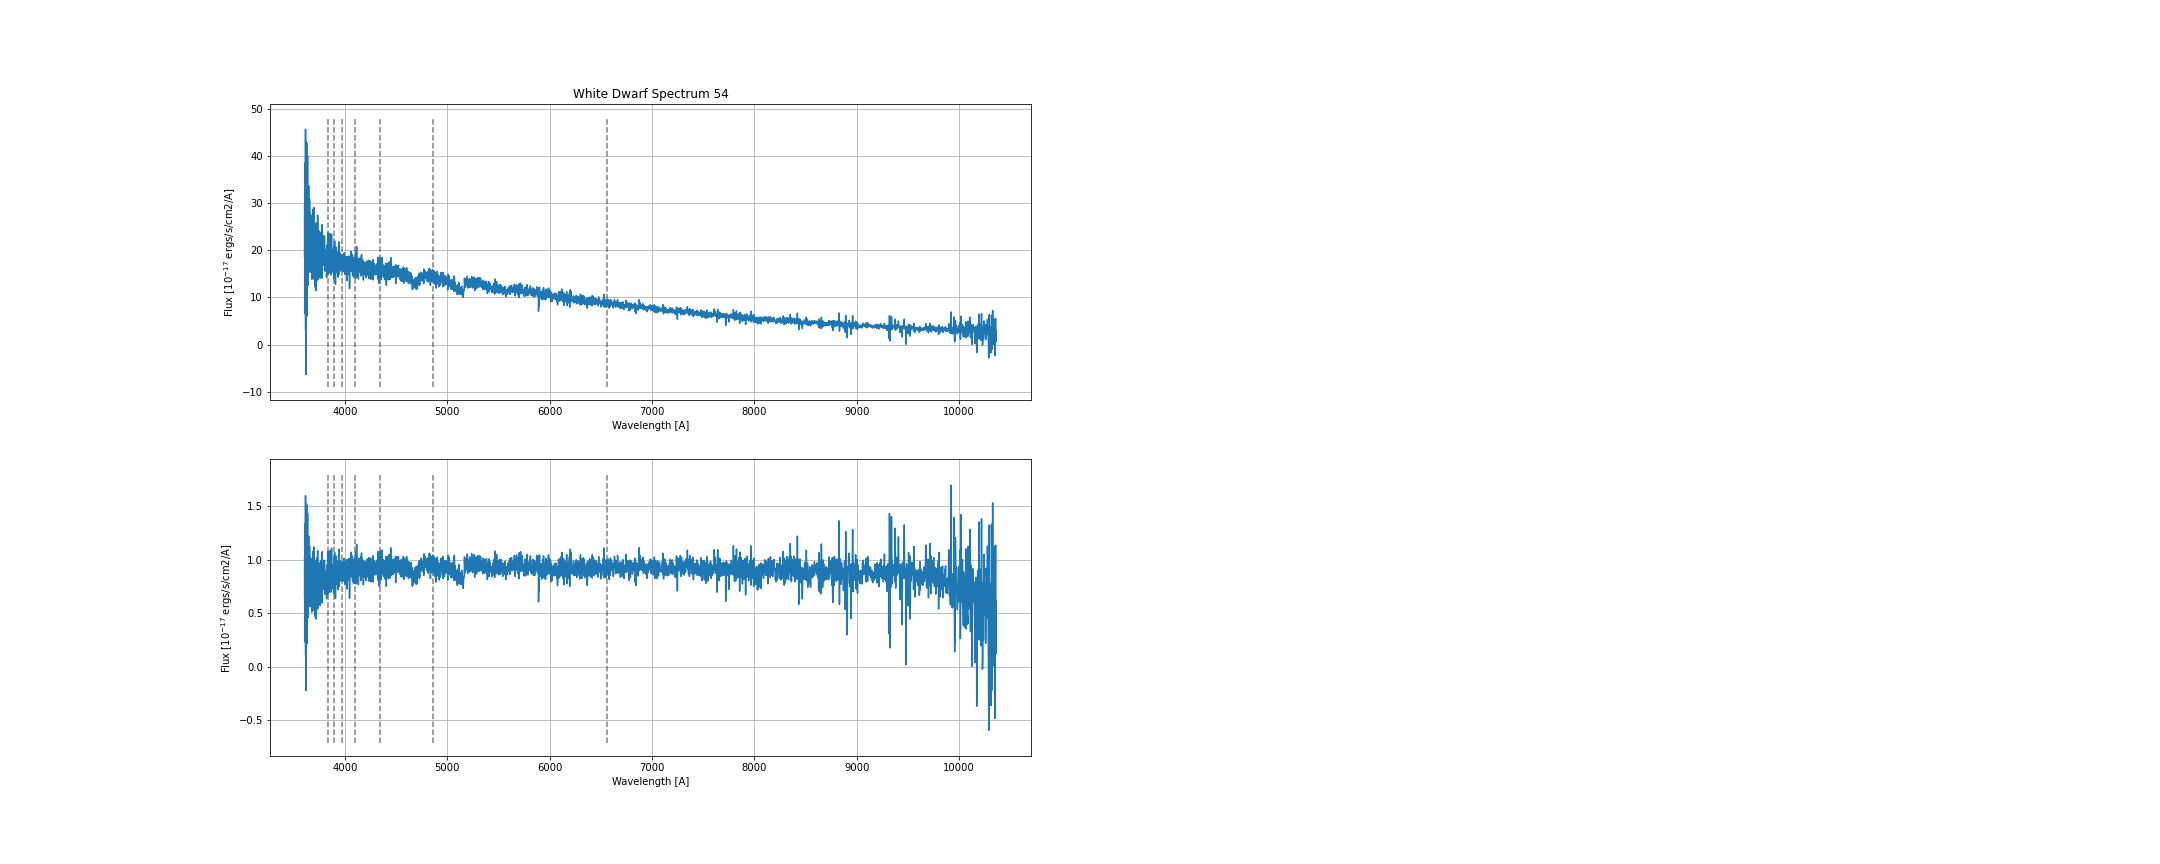 White Dwarf Spectrum 54
50
40
30
20
10
0
−10
Flux [10⁻¹⁷ ergs/s/cm2/A]
4000 5000 6000 7000 8000 9000 10000
Wavelength [A]
1.5
1.0
0.5
0.0
−0.5
Flux [10⁻¹⁷ ergs/s/cm2/A]
4000 5000 6000 7000 8000 9000 10000
Wavelength [A]